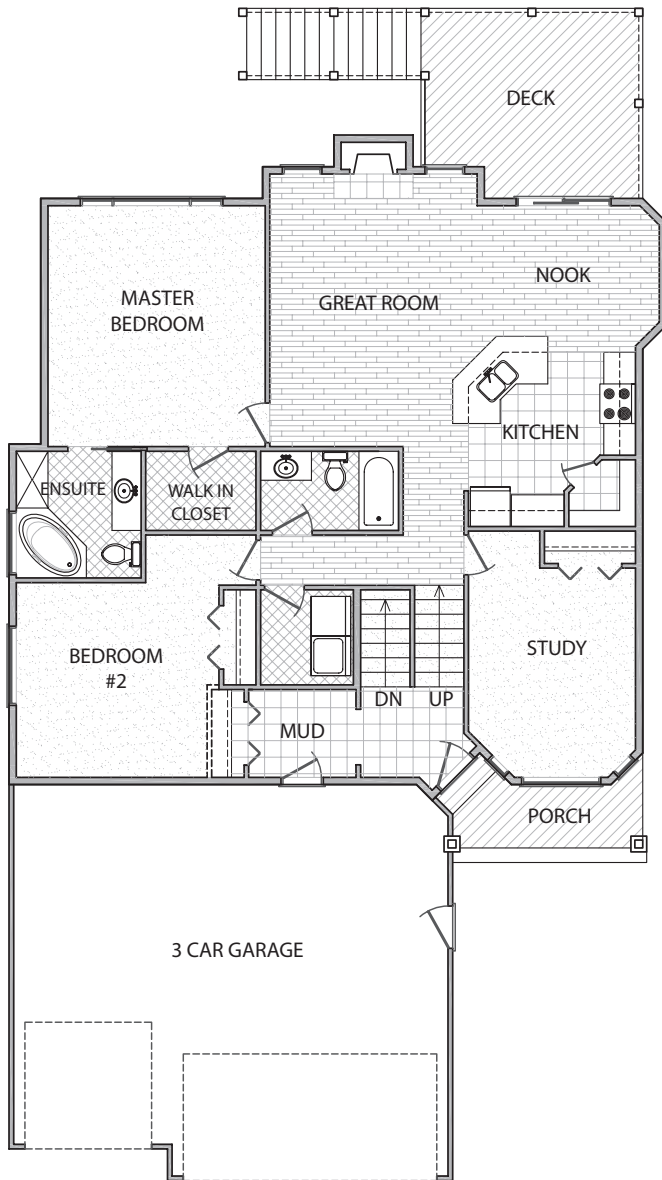 DECK
NOOK
MASTER
BEDROOM
GREAT ROOM
KITCHEN
ENSUITE
WALK IN
CLOSET
BEDROOM
#2
STUDY
DN
UP
MUD
PORCH
3 CAR GARAGE